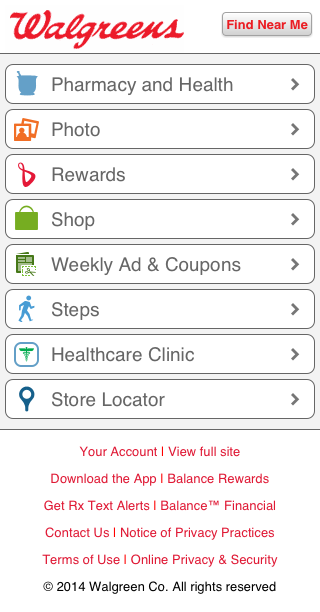 Walgreens
Find Near Me
Pharmacy and Health
Photo
Rewards
Shop
Weekly Ad & Coupons
Steps
Healthcare Clinic
Store Locator
Your Account | View full site
Download the App | Balance Rewards
Get Rx Text Alerts | Balance™ Financial
Contact Us | Notice of Privacy Practices
Terms of Use | Online Privacy & Security
© 2014 Walgreen Co. All rights reserved